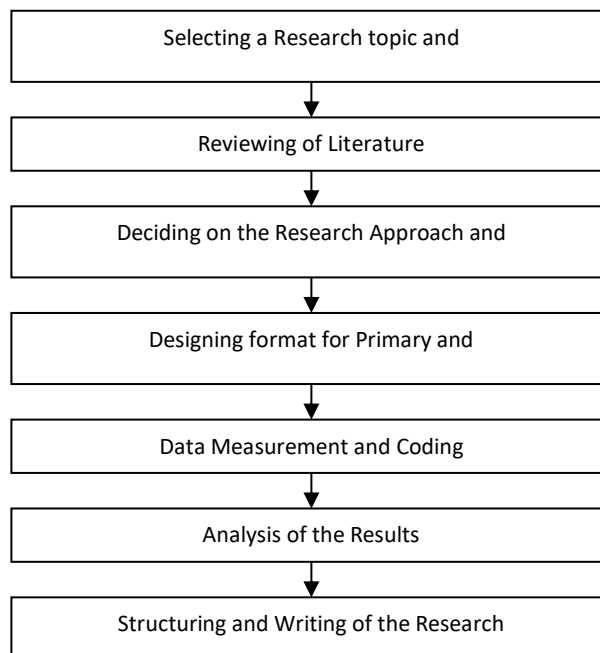 Selecting a Research topic and
Reviewing of Literature
Deciding on the Research Approach and
Designing format for Primary and
Data Measurement and Coding
Analysis of the Results
Structuring and Writing of the Research